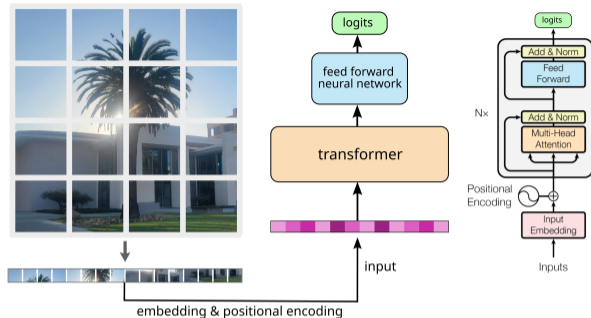 logits
feed forward
neural network
transformer
input
embedding & positional encoding
logits
Add & Norm
Feed
Forward
N×
Add & Norm
Multi-Head
Attention
Positional
Encoding
Input
Embedding
Inputs